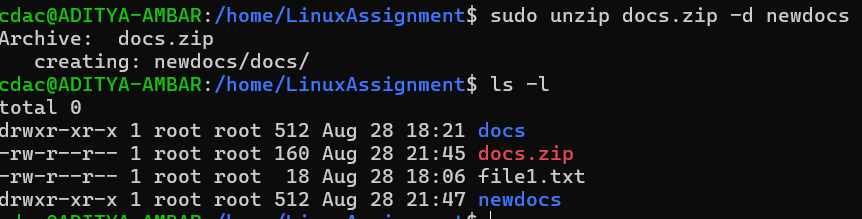 cdac@ADITYA-AMBAR:/home/LinuxAssignment$ sudo unzip docs.zip -d newdocs
Archive:  docs.zip
   creating: newdocs/docs/
cdac@ADITYA-AMBAR:/home/LinuxAssignment$ ls -l
total 0
drwxr-xr-x 1 root root 512 Aug 28 18:21 docs
-rw-r--r-- 1 root root 160 Aug 28 21:45 docs.zip
-rw-r--r-- 1 root root  18 Aug 28 18:06 file1.txt
drwxr-xr-x 1 root root 512 Aug 28 21:47 newdocs